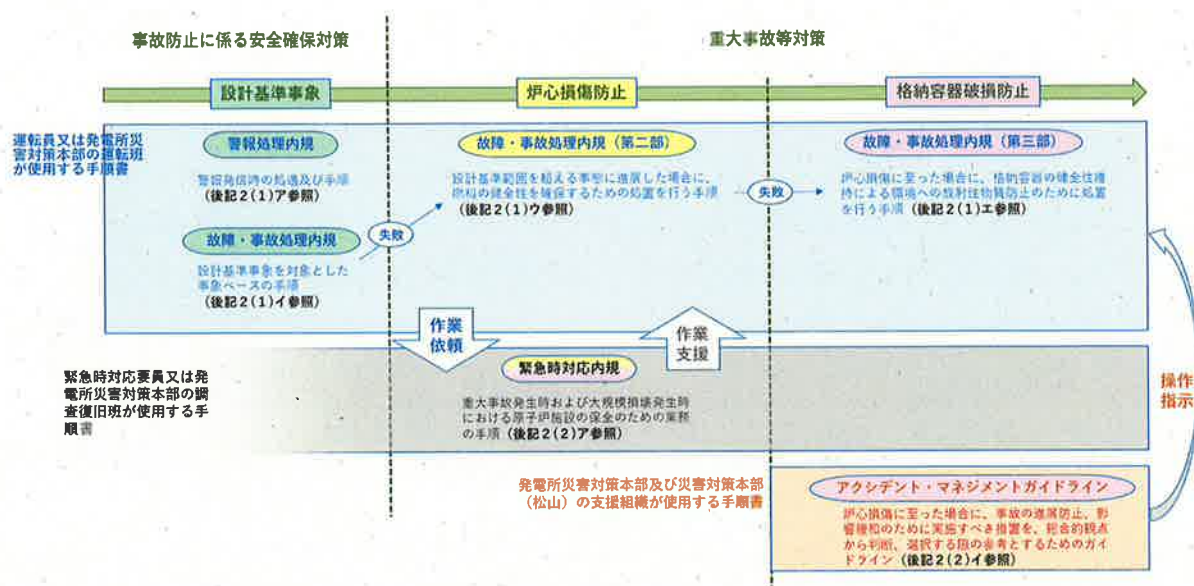 事故防止に係る安全確保対策
重大事故等対策
設計基準事象
炉心損傷防止
格納容器破損防止
運転員又は発電所災
害対策本部の運転班
が使用する手順書
警報処理内規
警報発信時の処置及び手順
(後記2(1)ア参照)
故障・事故処理内規
設計基準事象を対象とした
事象ベースの手順
(後記2(1)イ参照)
失敗
故障・事故処理内規(第二部)
設計基準範囲を超える事態に進展した場合に、
燃料の健全性を確保するための処置を行う手順
(後記2(1)ウ参照)
失敗
故障・事故処理内規(第三部)
炉心損傷に至った場合に、格納容器の健全性維
持による環境への放射性物質防止のために処置
を行う手順(後記2(1)エ参照)
作業
依頼
作業
支援
緊急時対応要員又は発
電所災害対策本部の調
査復旧班が使用する手
順書
緊急時対応内規
重大事故発生時および大規模損壊発生時
における原子炉施設の保全のための業務
の手順(後記2(2)ア参照)
操作
指示
発電所災害対策本部及び災害対策本部
(松山)の支援組織が使用する手順書
アクシデント・マネジメントガイドライン
炉心損傷に至った場合に、事故の進展防止、影
響緩和のために実施すべき措置を、総合的観点
から判断、選択する際の参考とするためのガイ
ドライン(後記2(2)イ参照)